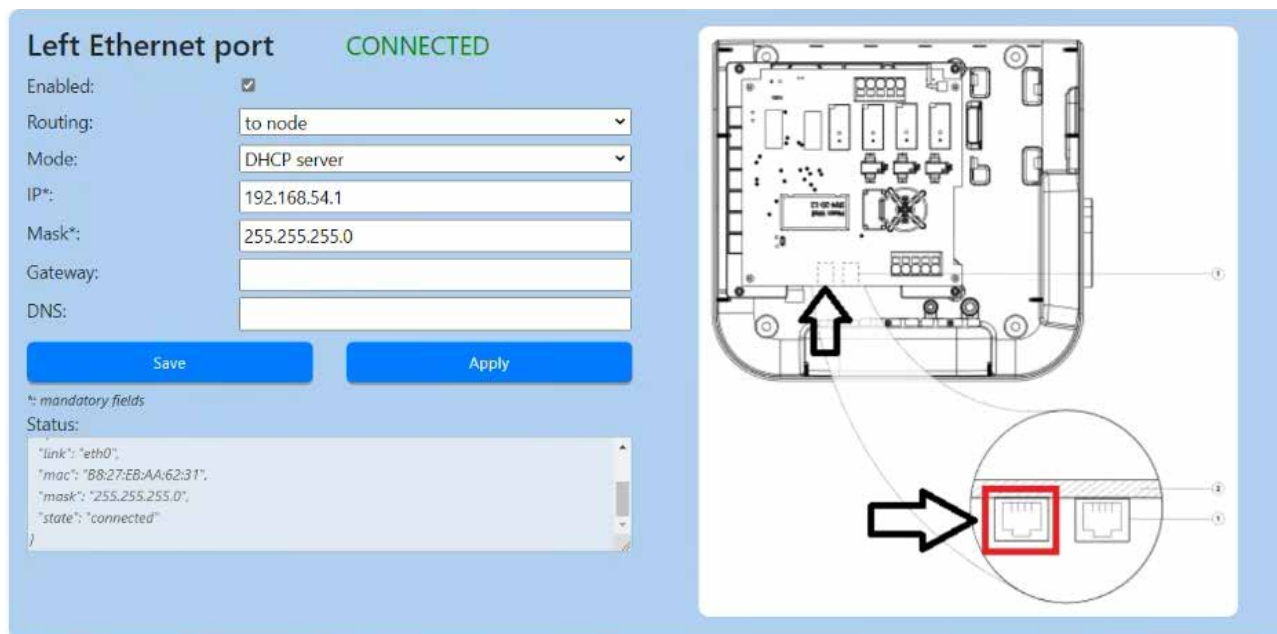 Left Ethernet port CONNECTED
Enabled:
Routing: to node
Mode: DHCP server
IP*: 192.168.54.1
Mask*: 255.255.255.0
Gateway:
DNS:
Save Apply
*: mandatory fields
Status:
"link": "eth0",
"mac": "B8:27:EB:AA:62:31",
"mask": "255.255.255.0",
"state": "connected"
}
1
2
1